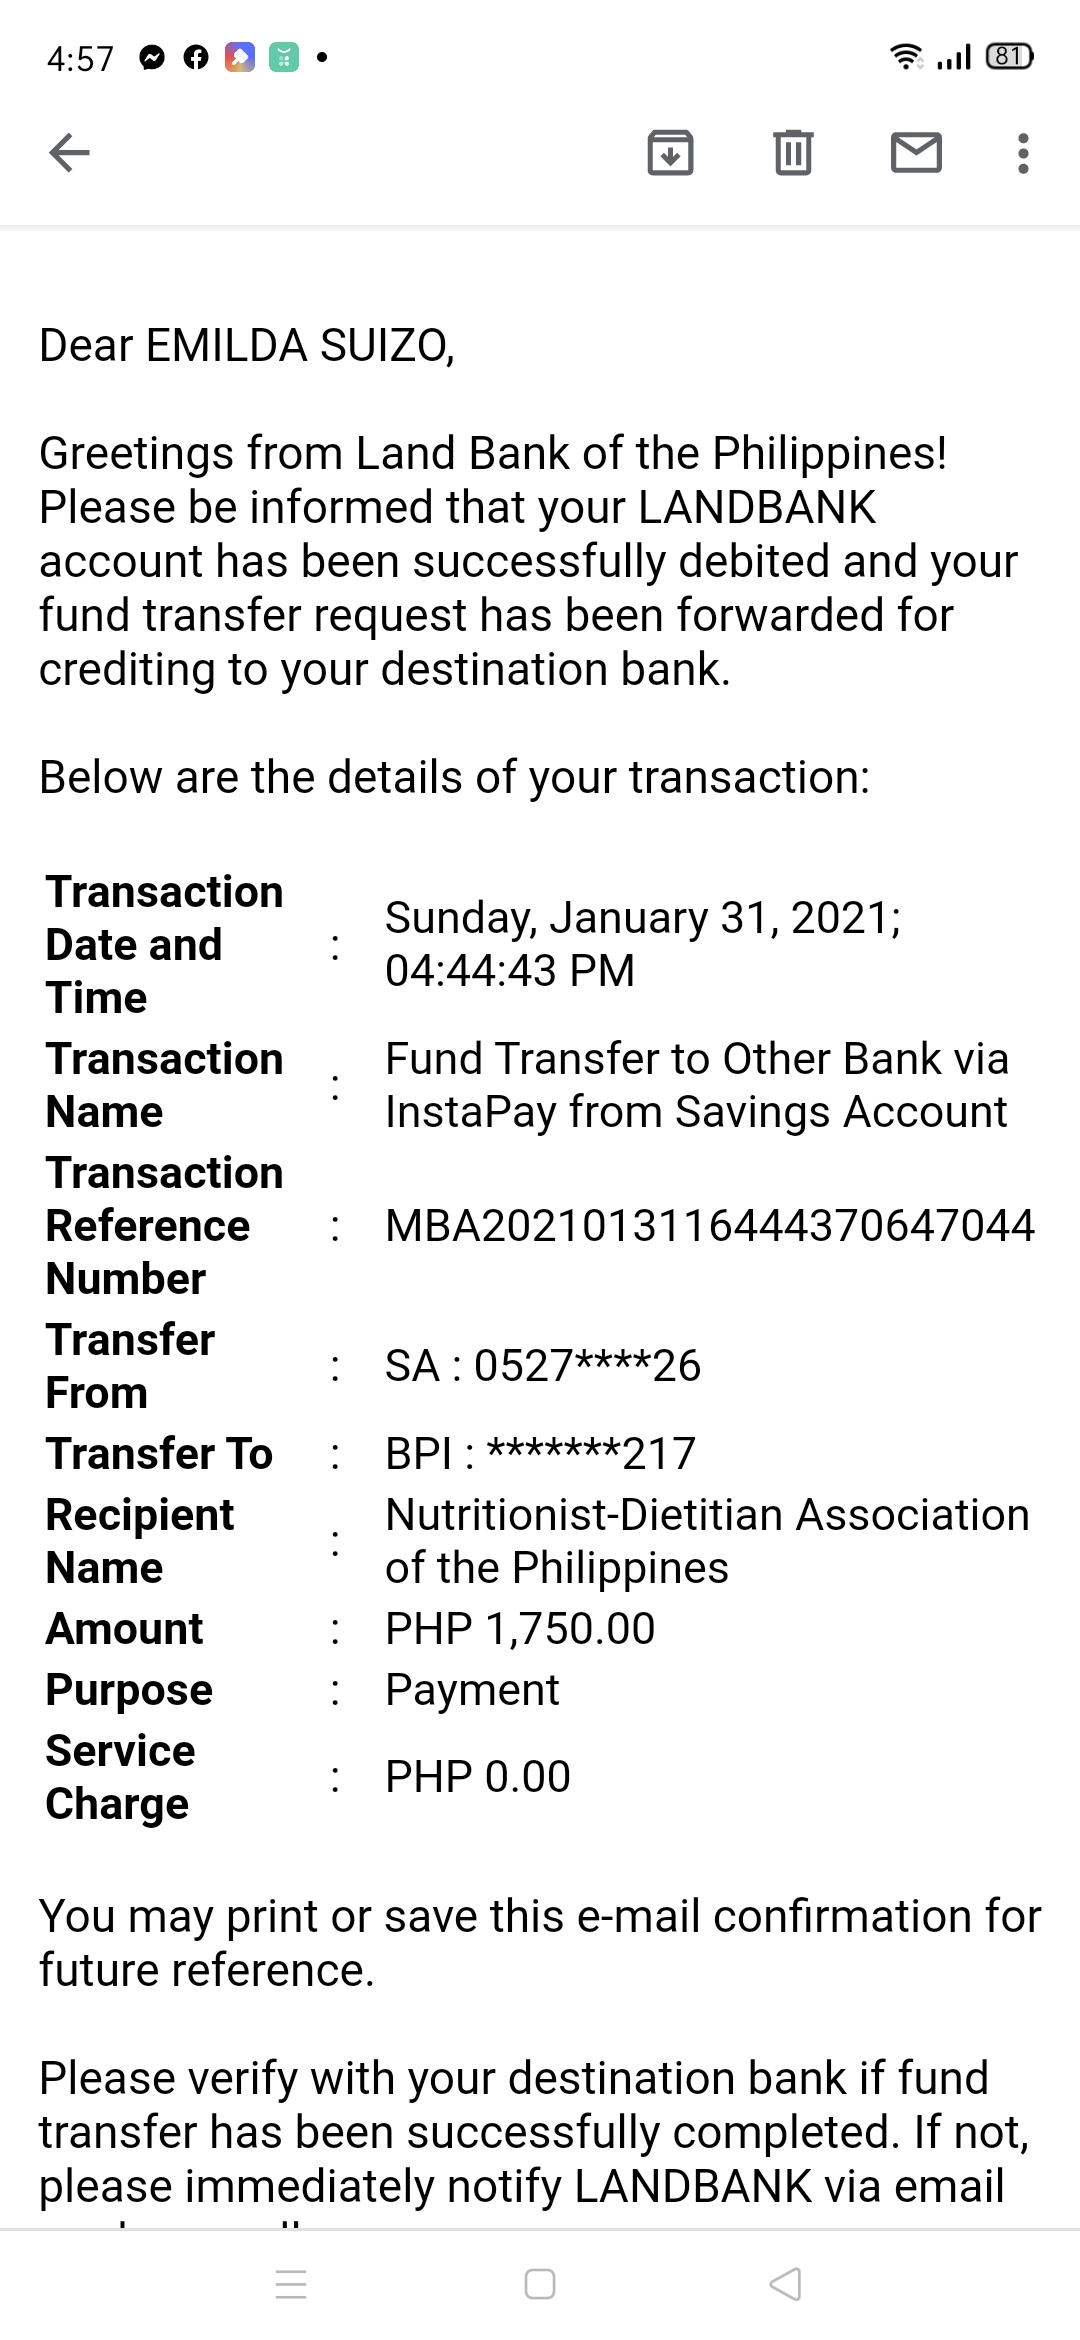 4:57
81
Dear EMILDA SUIZO,
Greetings from Land Bank of the Philippines!
Please be informed that your LANDBANK
account has been successfully debited and your
fund transfer request has been forwarded for
crediting to your destination bank.
Below are the details of your transaction:
Transaction
Date and
Time
:
Sunday, January 31, 2021;
04:44:43 PM
Transaction
Name
:
Fund Transfer to Other Bank via
InstaPay from Savings Account
Transaction
Reference
Number
:
MBA2021013116444370647044
Transfer
From
:
SA : 0527****26
Transfer To : BPI : *******217
Recipient
Name
:
Nutritionist-Dietitian Association
of the Philippines
Amount : PHP 1,750.00
Purpose : Payment
Service
Charge
:
PHP 0.00
You may print or save this e-mail confirmation for
future reference.
Please verify with your destination bank if fund
transfer has been successfully completed. If not,
please immediately notify LANDBANK via email